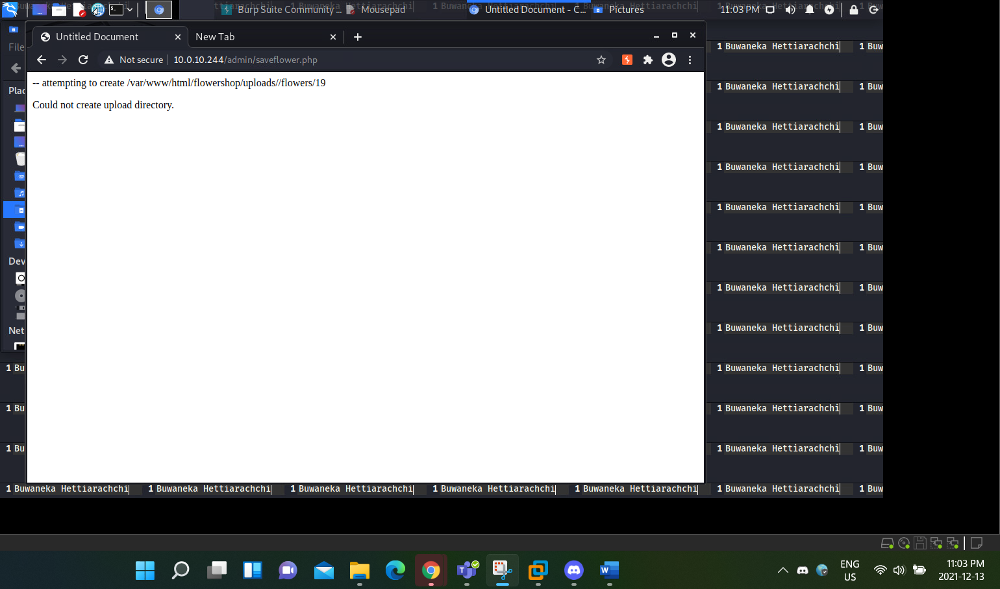 Burp Suite Community ...
Mousepad
Untitled Document - C...
Pictures
11:03 PM
File
Untitled Document
New Tab
Not secure
10.0.10.244/admin/saveflower.php
-- attempting to create /var/www/html/flowershop/uploads//flowers/19
Could not create upload directory.
Plac
Dev
Net
1 Buwaneka Hettiarachchi 1 Buw
1 Buwaneka Hettiarachchi 1 Buw
1 Buwaneka Hettiarachchi 1 Buw
1 Buwaneka Hettiarachchi 1 Buw
1 Buwaneka Hettiarachchi 1 Buw
1 Buwaneka Hettiarachchi 1 Buw
1 Buwaneka Hettiarachchi 1 Buw
1 Buwaneka Hettiarachchi 1 Buw
1 Bu 1 Buwaneka Hettiarachchi 1 Buw
1 Bu 1 Buwaneka Hettiarachchi 1 Buw
1 Bu 1 Buwaneka Hettiarachchi 1 Buw
1 Buwaneka Hettiarachchi 1 Buwaneka Hettiarachchi 1 Buwaneka Hettiarachchi 1 Buwaneka Hettiarachchi 1 Buwaneka Hettiarachchi 1 Buwaneka Hettiarachchi 1 Buw
ENG
US
11:03 PM
2021-12-13